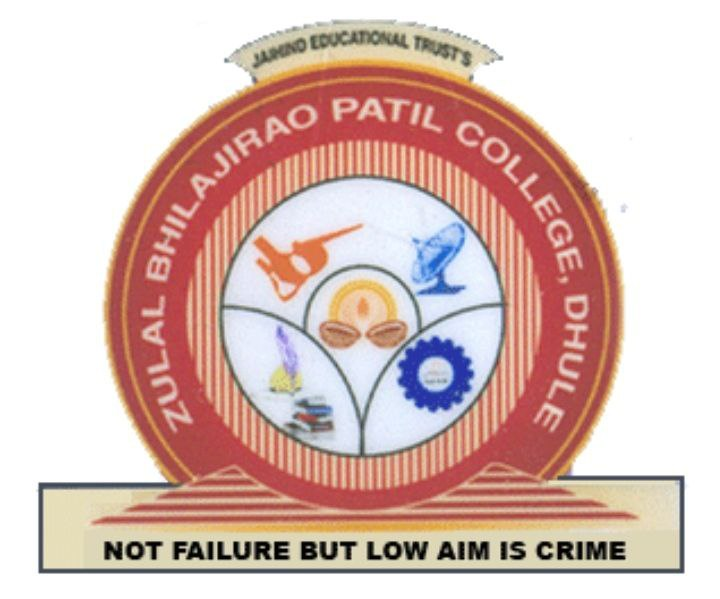 JAIHIND EDUCATIONAL TRUST'S
ZULAL BHILAJIRAO PATIL COLLEGE, DHULE
NOT FAILURE BUT LOW AIM IS CRIME